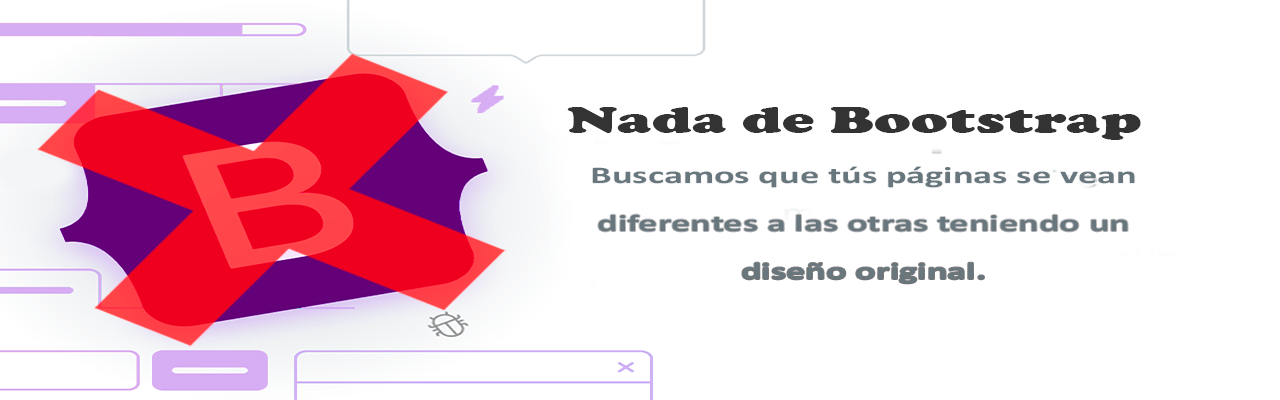 B
Nada de Bootstrap
Buscamos que tús páginas se vean
diferentes a las otras teniendo un
diseño original.